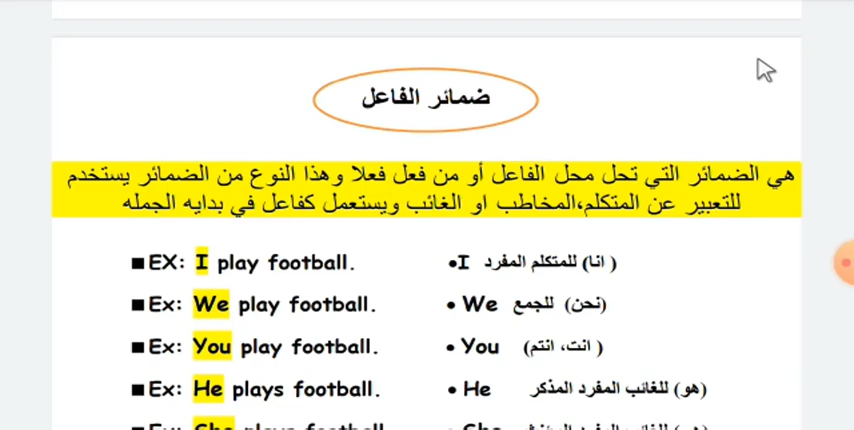 ضمائر الفاعل
هي الضمائر التي تحل محل الفاعل أو من فعل فعلا وهذا النوع من الضمائر يستخدم
للتعبير عن المتكلم،المخاطب او الغائب ويستعمل كفاعل في بدايه الجمله
■ EX: I play football. •I ( انا) للمتكلم المفرد
■ Ex: We play football. • We (نحن) للجمع
■ Ex: You play football. • You ( انت، انتم)
■ Ex: He plays football. • He (هو) للغائب المفرد المذكر